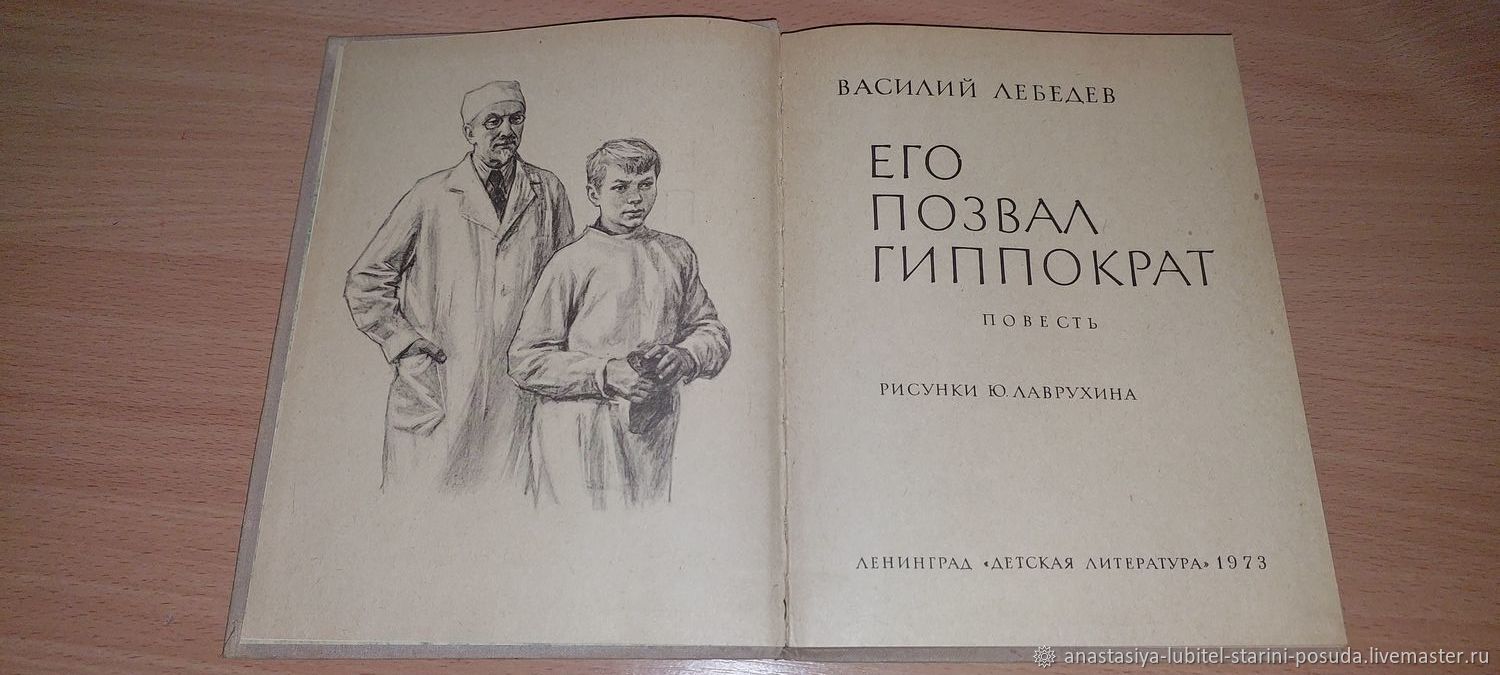 ВАСИЛИЙ ЛЕБЕДЕВ
ЕГО
ПОЗВАЛ
ГИППОКРАТ
ПОВЕСТЬ
РИСУНКИ Ю. ЛАВРУХИНА
ЛЕНИНГРАД «ДЕТСКАЯ ЛИТЕРАТУРА» 1973
anastasiya-lubitel-starini-posuda.livemaster.ru